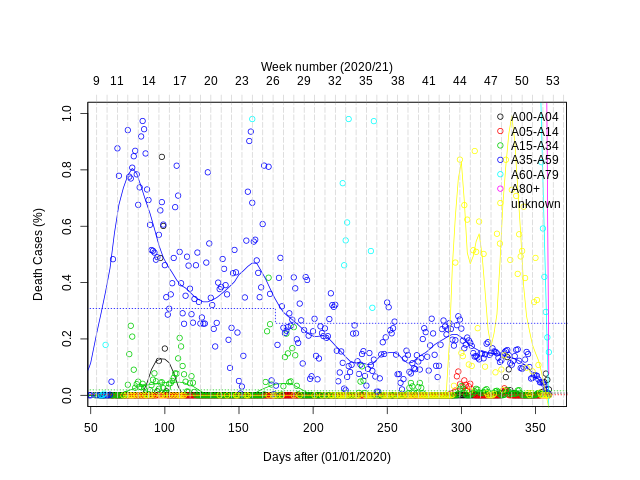 Week number (2020/21)
9 11 14 17 20 23 26 29 32 35 38 41 44 47 50 53
Death Cases (%)
1.0
0.8
0.6
0.4
0.2
0.0
A00-A04
A05-A14
A15-A34
A35-A59
A60-A79
A80+
unknown
50 100 150 200 250 300 350
Days after (01/01/2020)